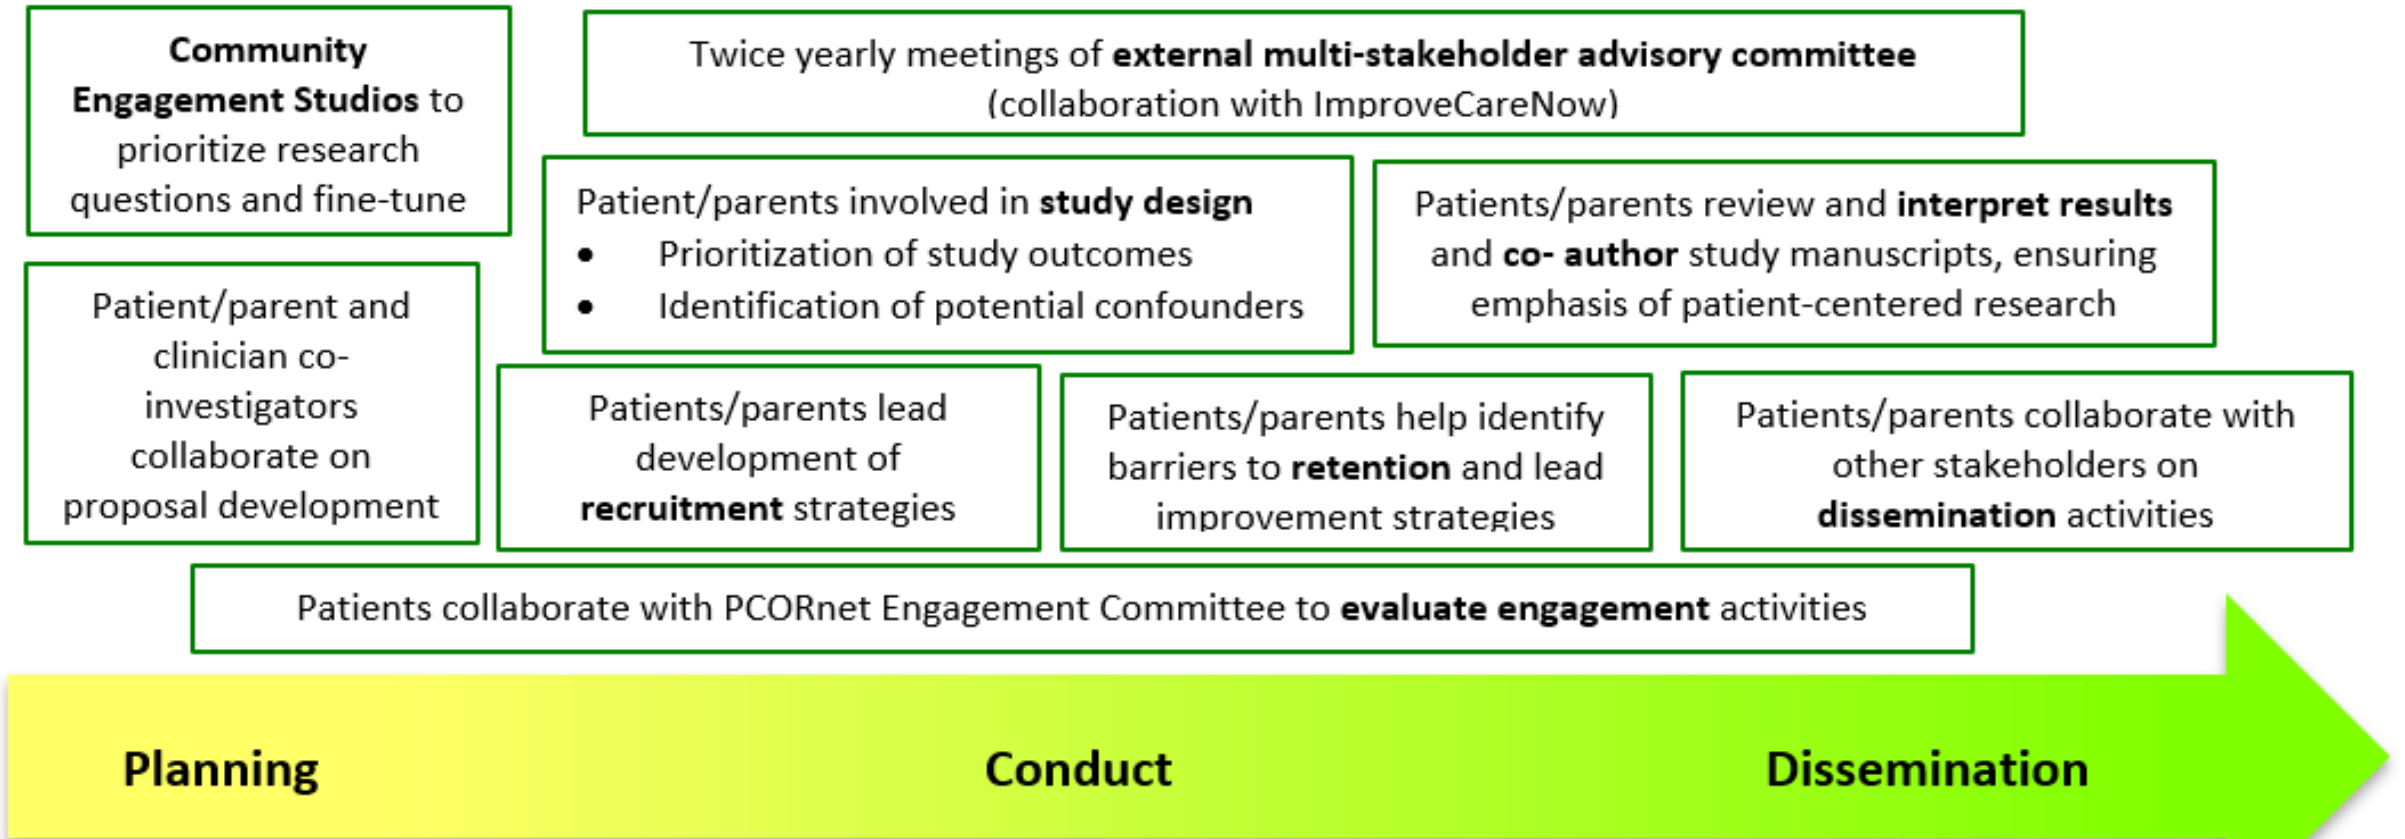 Community
Engagement Studios to
prioritize research
questions and fine-tune
Twice yearly meetings of external multi-stakeholder advisory committee
(collaboration with ImproveCareNow)
Patient/parents involved in study design
• Prioritization of study outcomes
• Identification of potential confounders
Patients/parents review and interpret results
and co- author study manuscripts, ensuring
emphasis of patient-centered research
Patient/parent and
clinician co-
investigators
collaborate on
proposal development
Patients/parents lead
development of
recruitment strategies
Patients/parents help identify
barriers to retention and lead
improvement strategies
Patients/parents collaborate with
other stakeholders on
dissemination activities
Patients collaborate with PCORnet Engagement Committee to evaluate engagement activities
Planning
Conduct
Dissemination